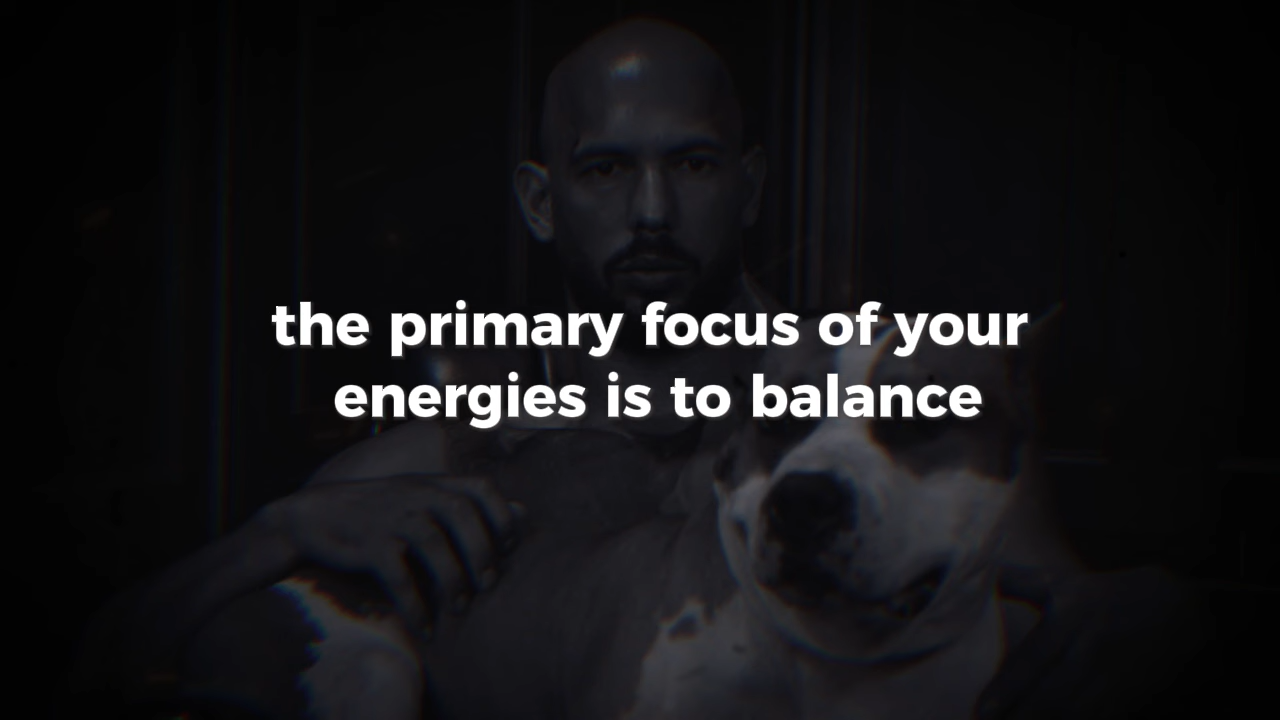 the primary focus of your
energies is to balance